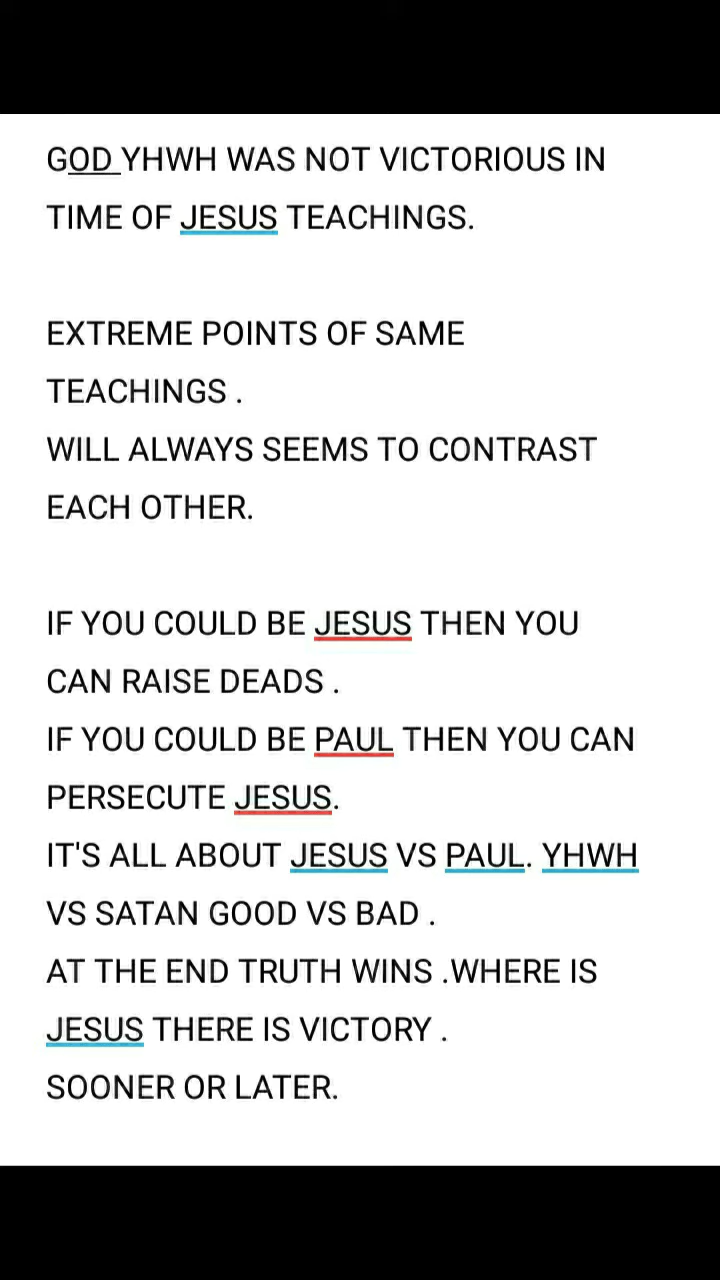 GOD YHWH WAS NOT VICTORIOUS IN
TIME OF JESUS TEACHINGS.
EXTREME POINTS OF SAME
TEACHINGS .
WILL ALWAYS SEEMS TO CONTRAST
EACH OTHER.
IF YOU COULD BE JESUS THEN YOU
CAN RAISE DEADS .
IF YOU COULD BE PAUL THEN YOU CAN
PERSECUTE JESUS.
IT'S ALL ABOUT JESUS VS PAUL. YHWH
VS SATAN GOOD VS BAD .
AT THE END TRUTH WINS .WHERE IS
JESUS THERE IS VICTORY .
SOONER OR LATER.